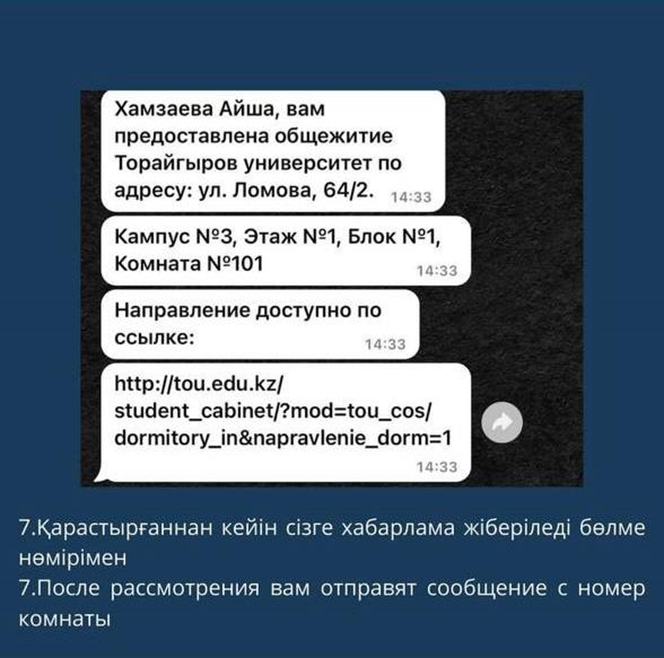 Хамзаева Айша, вам
предоставлена общежитие
Торайгыров университет по
адресу: ул. Ломова, 64/2. 14:33
Кампус №3, Этаж №1, Блок №1,
Комната №101 14:33
Направление доступно по
ссылке: 14:33
http://tou.edu.kz/
student_cabinet/?mod=tou_cos/
dormitory_in&napravlenie_dorm=1
14:33
7.Қарастырғаннан кейін сізге хабарлама жіберіледі бөлме
нөмірімен
7.После рассмотрения вам отправят сообщение с номер
комнаты